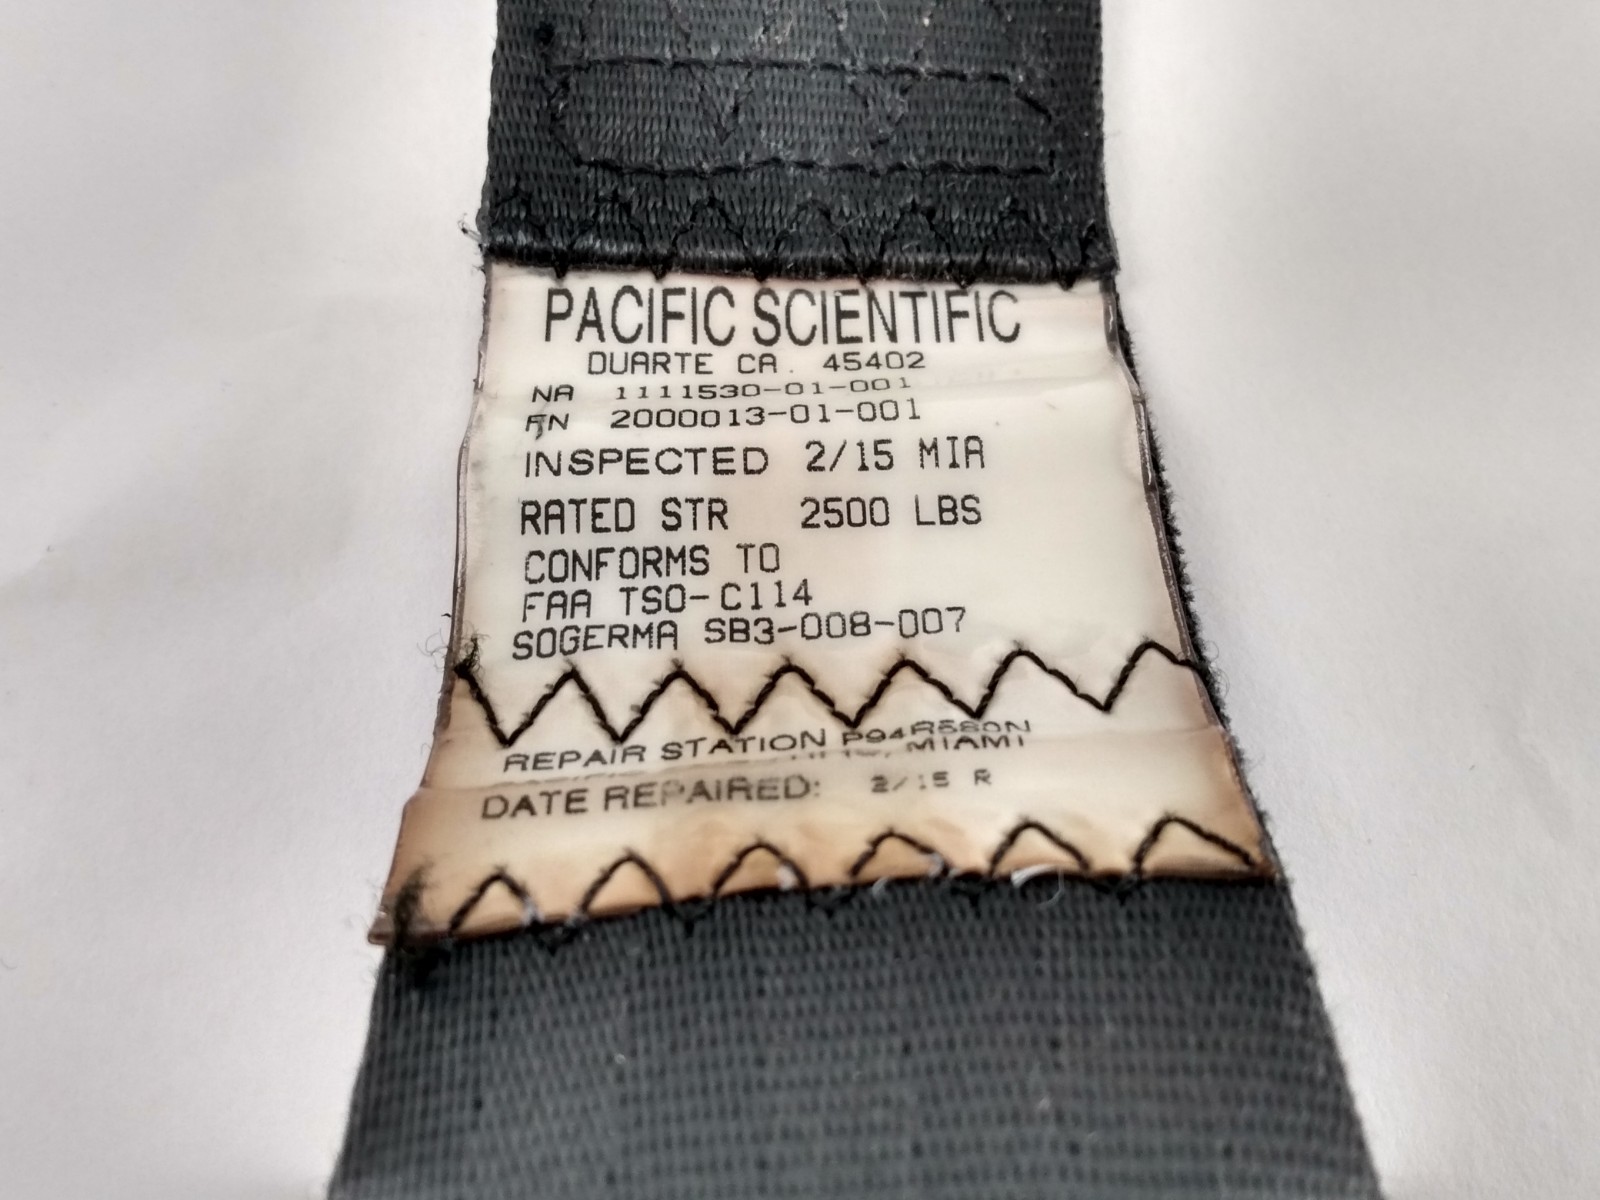 PACIFIC SCIENTIFIC
DUARTE CA. 45402
NA 1111530-01-001
2000013-01-001
INSPECTED 2/15 MIA
RATED STR 2500 LBS
CONFORMS TO
FAA TSO-C114
SOGERMA SB3-008-007
REPAIR STATION
MIAMI
DATE REPAIRED: 2/15 R